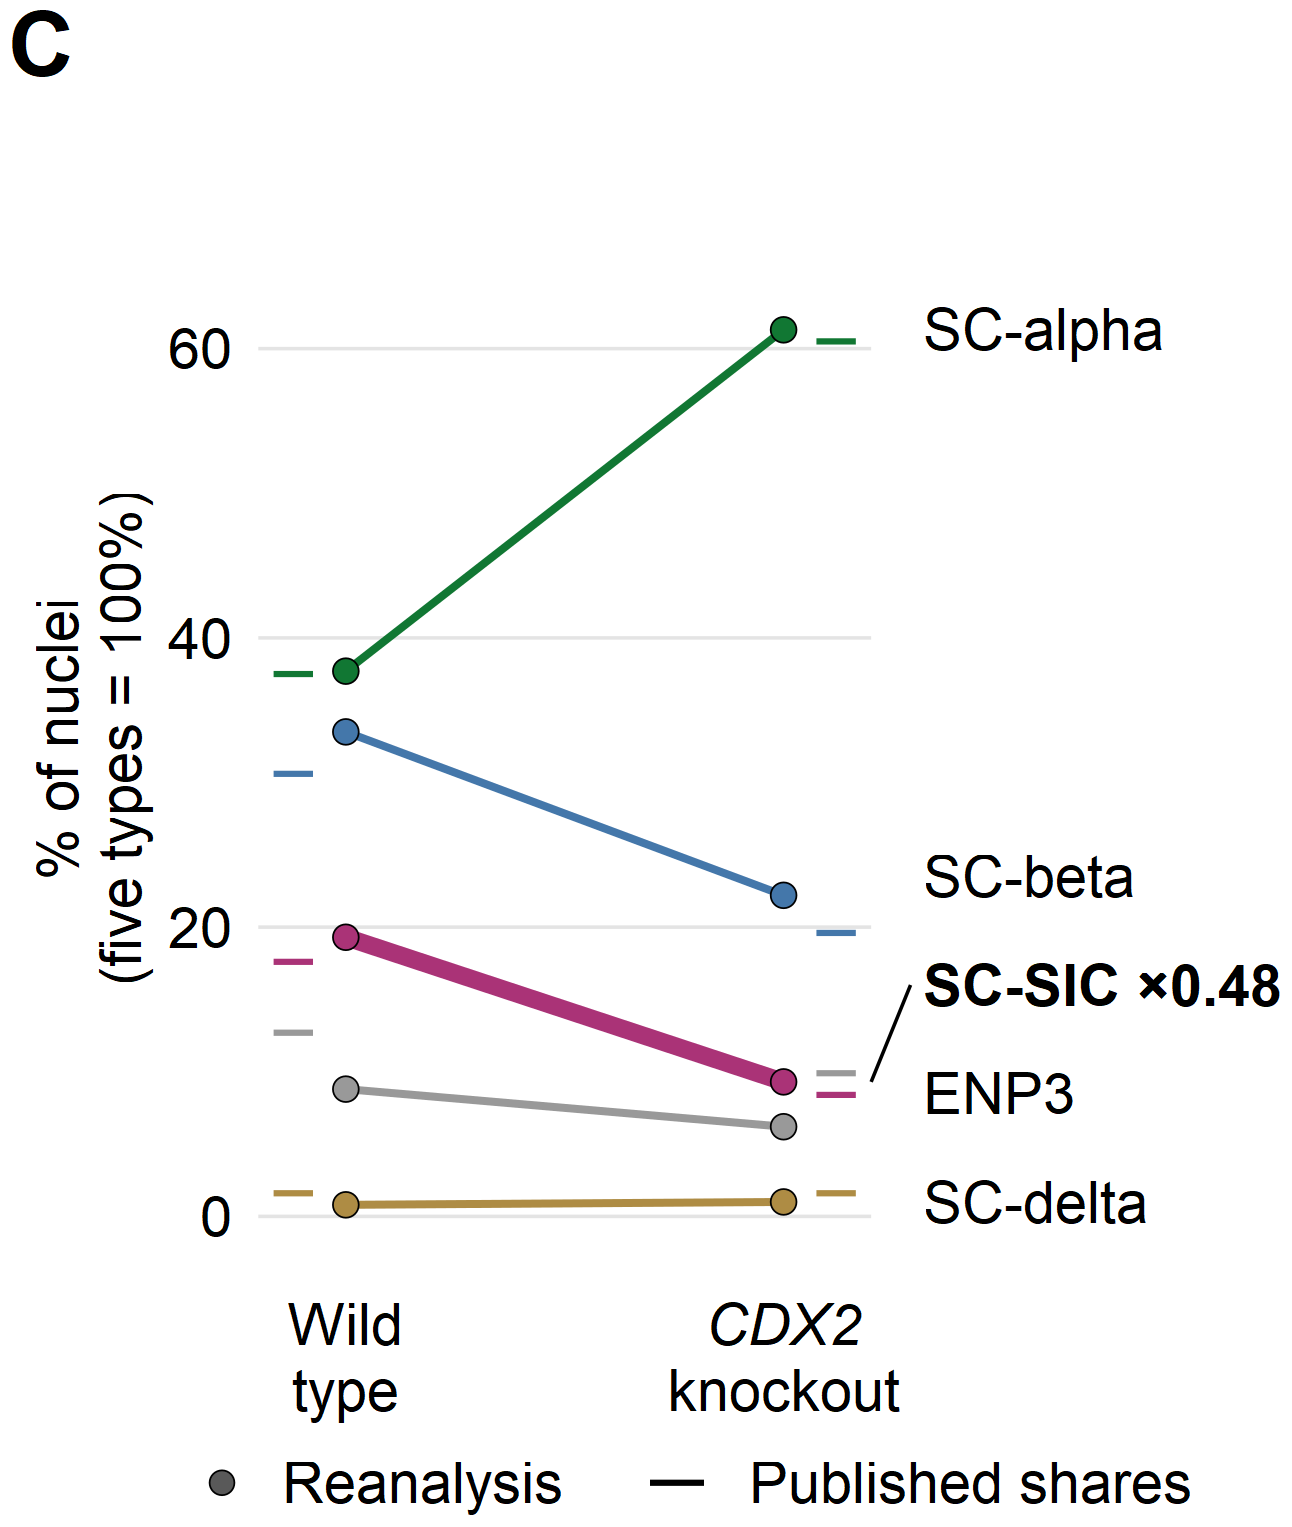 C
% of nuclei
(five types = 100%)
60
40
20
0
SC-alpha
SC-beta
SC-SIC ×0.48
ENP3
SC-delta
Wild
type
CDX2
knockout
Reanalysis
Published shares